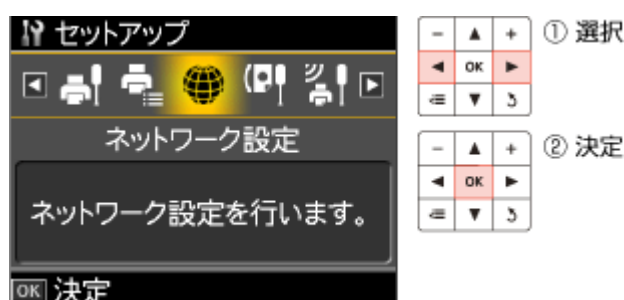 セットアップ
ネットワーク設定
ネットワーク設定を行います。
OK 決定
① 選択
- +
OK
② 決定
- +
OK